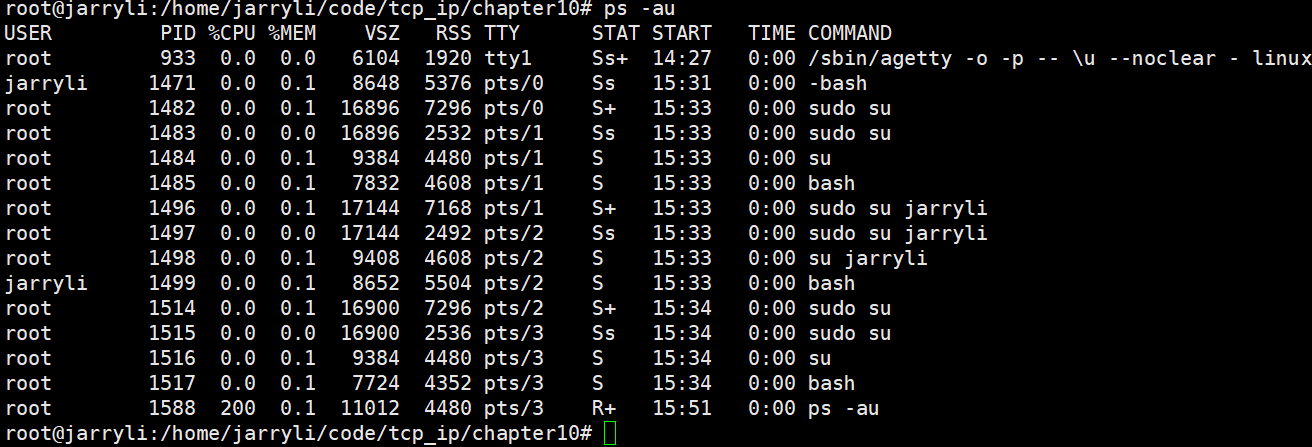 root@jarryli:/home/jarryli/code/tcp_ip/chapter10# ps -au
USER         PID %CPU %MEM    VSZ   RSS TTY      STAT START   TIME COMMAND
root         933  0.0  0.0   6104  1920 tty1     Ss+  14:27   0:00 /sbin/agetty -o -p -- \u --noclear - linux
jarryli     1471  0.0  0.1   8648  5376 pts/0    Ss   15:31   0:00 -bash
root        1482  0.0  0.1  16896  7296 pts/0    S+   15:33   0:00 sudo su
root        1483  0.0  0.0  16896  2532 pts/1    Ss   15:33   0:00 sudo su
root        1484  0.0  0.1   9384  4480 pts/1    S    15:33   0:00 su
root        1485  0.0  0.1   7832  4608 pts/1    S    15:33   0:00 bash
root        1496  0.0  0.1  17144  7168 pts/1    S+   15:33   0:00 sudo su jarryli
root        1497  0.0  0.0  17144  2492 pts/2    Ss   15:33   0:00 sudo su jarryli
root        1498  0.0  0.1   9408  4608 pts/2    S    15:33   0:00 su jarryli
jarryli     1499  0.0  0.1   8652  5504 pts/2    S    15:33   0:00 bash
root        1514  0.0  0.1  16900  7296 pts/2    S+   15:34   0:00 sudo su
root        1515  0.0  0.0  16900  2536 pts/3    Ss   15:34   0:00 sudo su
root        1516  0.0  0.1   9384  4480 pts/3    S    15:34   0:00 su
root        1517  0.0  0.1   7724  4352 pts/3    S    15:34   0:00 bash
root        1588  200  0.1  11012  4480 pts/3    R+   15:51   0:00 ps -au
root@jarryli:/home/jarryli/code/tcp_ip/chapter10#